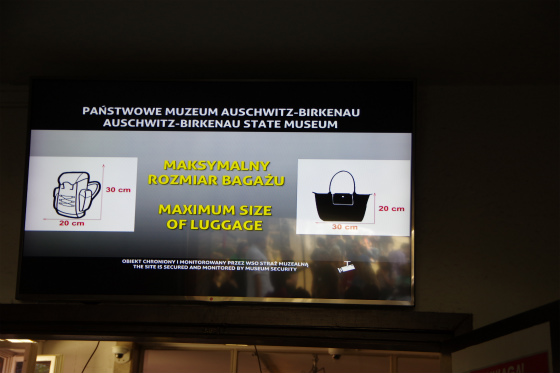 PAŃSTWOWE MUZEUM AUSCHWITZ-BIRKENAU
AUSCHWITZ-BIRKENAU STATE MUSEUM
MAKSYMALNY
ROZMIAR BAGAŻU
30 cm
20 cm
MAXIMUM SIZE
OF LUGGAGE
20 cm
30 cm
OBIEKT CHRONIONY I MONITOROWANY PRZEZ WSO STRAŻ MUZEALNĄ
THE SITE IS SECURED AND MONITORED BY MUSEUM SECURITY